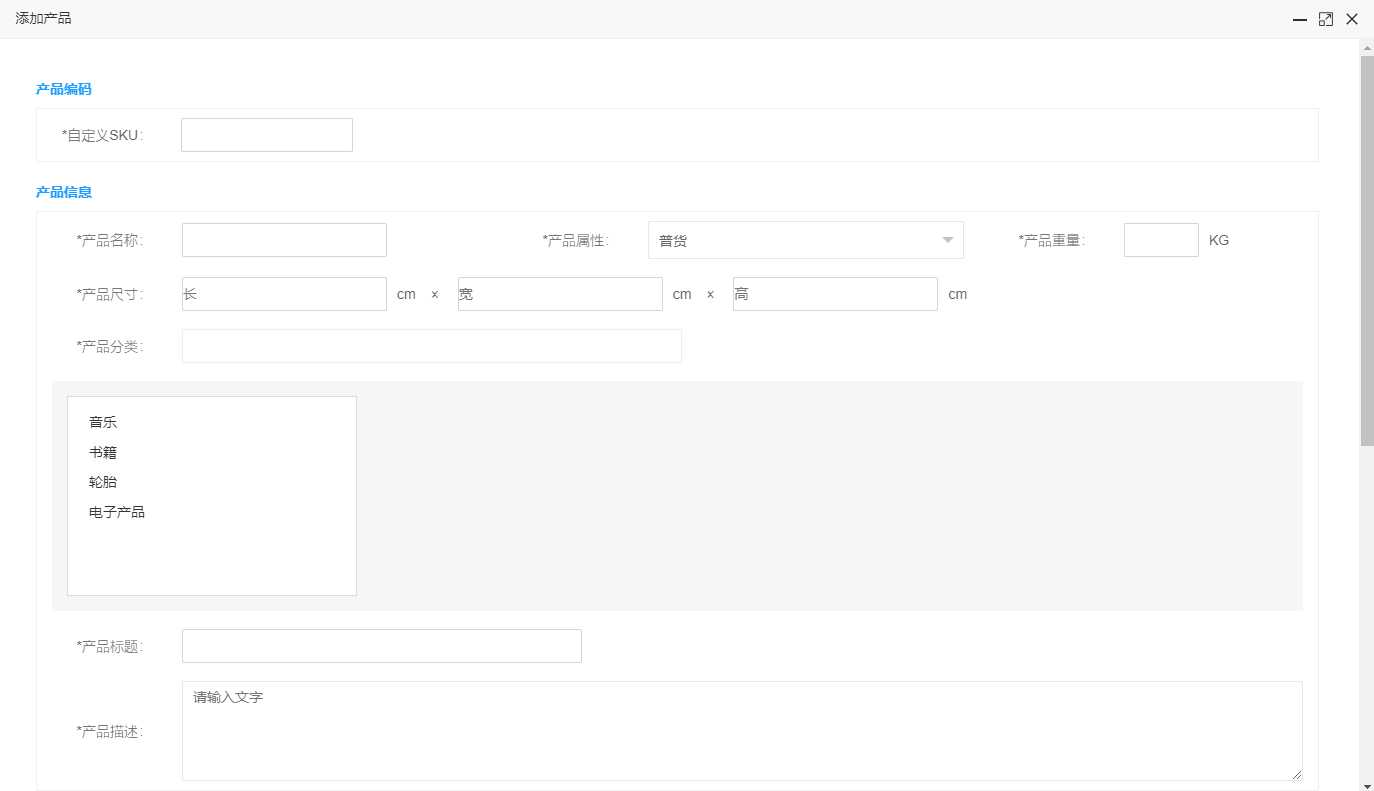 添加产品
产品编码
*自定义SKU：
产品信息
*产品名称： *产品属性： 普货 *产品重量： KG
*产品尺寸： 长 cm × 宽 cm × 高 cm
*产品分类：
音乐
书籍
轮胎
电子产品
*产品标题：
请输入文字
*产品描述：